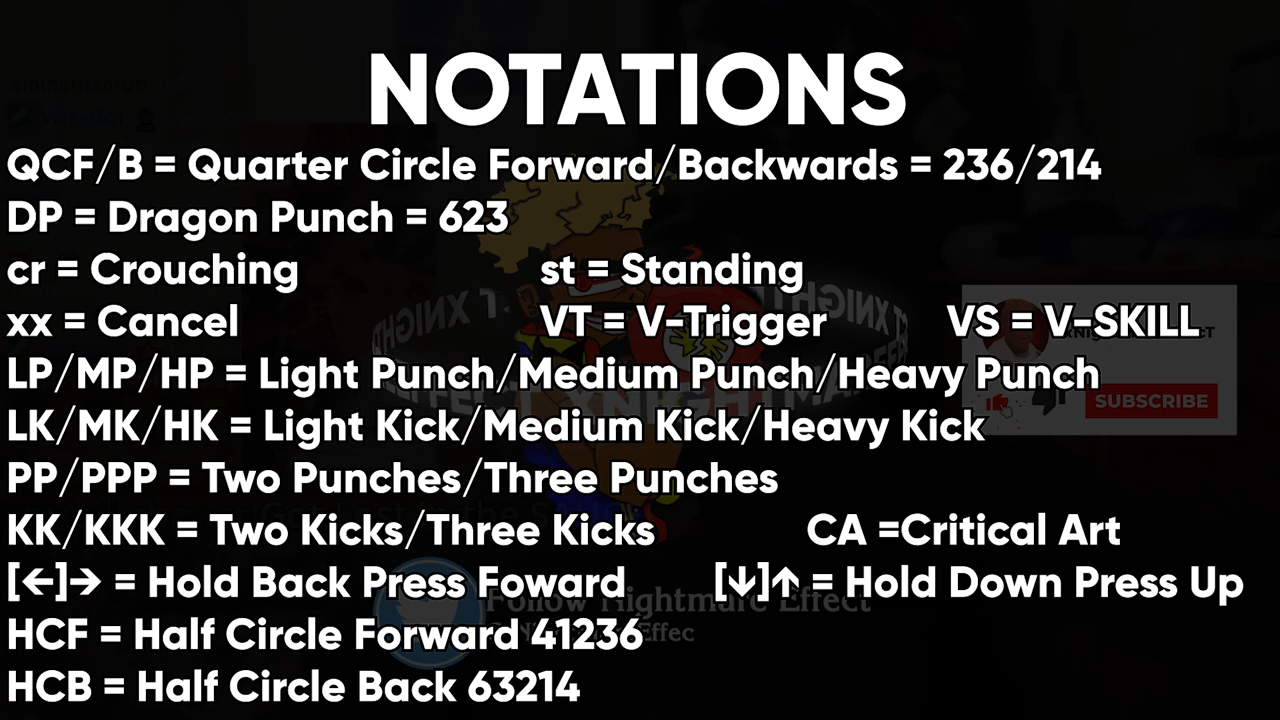 NOTATIONS
QCF/B = Quarter Circle Forward/Backwards = 236/214
DP = Dragon Punch = 623
cr = Crouching st = Standing
xx = Cancel VT = V-Trigger VS = V-SKILL
LP/MP/HP = Light Punch/Medium Punch/Heavy Punch
SUBSCRIBE
LK/MK/HK = Light Kick/Medium Kick/Heavy Kick
PP/PPP = Two Punches/Three Punches
KK/KKK = Two Kicks/Three Kicks CA =Critical Art
[←]→ = Hold Back Press Foward [↓]↑ = Hold Down Press Up
Follow Nightmare Effect
HCF = Half Circle Forward 41236
HCB = Half Circle Back 63214